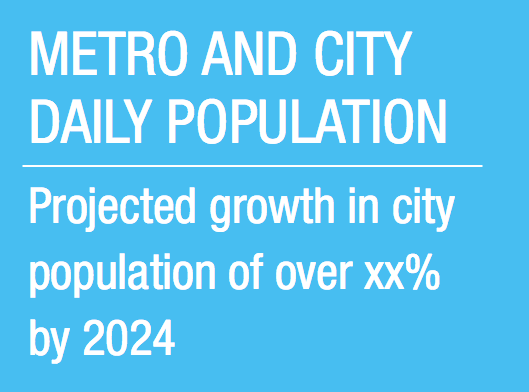 METRO AND CITY
DAILY POPULATION
Projected growth in city
population of over xx%
by 2024